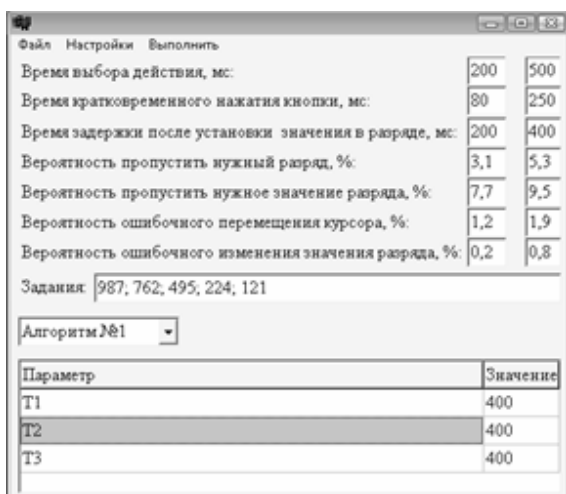 Файл Настройки Выполнить
Время выбора действия, мс: 200 500
Время кратковременного нажатия кнопки, мс: 80 250
Время задержки после установки значения в разряде, мс: 200 400
Вероятность пропустить нужный разряд, %: 3,1 5,3
Вероятность пропустить нужное значение разряда, %: 7,7 9,5
Вероятность ошибочного перемещения курсора, %: 1,2 1,9
Вероятность ошибочного изменения значения разряда, %: 0,2 0,8
Задания: 987; 762; 495; 224; 121
Алгоритм №1
Параметр Значение
T1 400
T2 400
T3 400